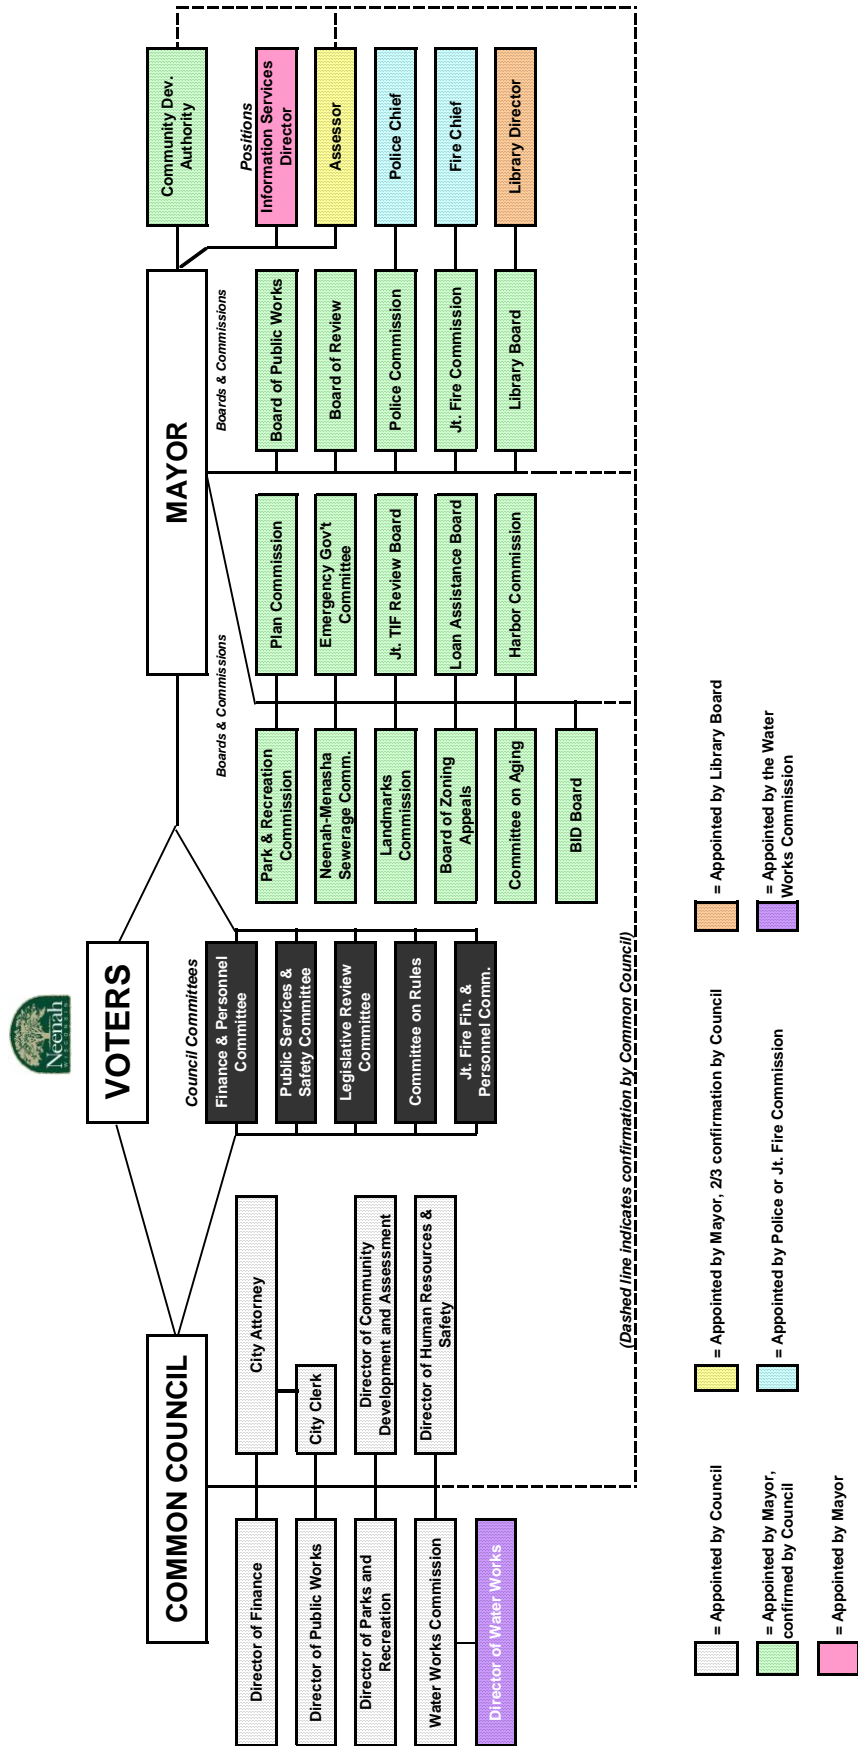 Neenah
WISCONSIN
VOTERS
COMMON COUNCIL
MAYOR
Council Committees
Finance & Personnel
Committee
Public Services &
Safety Committee
Legislative Review
Committee
Committee on Rules
Jt. Fire Fin. &
Personnel Comm.
Director of Finance
Director of Public Works
Director of Parks and
Recreation
Water Works Commission
Director of Water Works
City Attorney
City Clerk
Director of Community
Development and Assessment
Director of Human Resources &
Safety
Boards & Commissions
Park & Recreation
Commission
Neenah-Menasha
Sewerage Comm.
Landmarks
Commission
Board of Zoning
Appeals
Committee on Aging
BID Board
Plan Commission
Emergency Gov't
Committee
Jt. TIF Review Board
Loan Assistance Board
Harbor Commission
Boards & Commissions
Board of Public Works
Board of Review
Police Commission
Jt. Fire Commission
Library Board
Community Dev.
Authority
Positions
Information Services
Director
Assessor
Police Chief
Fire Chief
Library Director
(Dashed line indicates confirmation by Common Council)
= Appointed by Council
= Appointed by Mayor,
confirmed by Council
= Appointed by Mayor
= Appointed by Mayor, 2/3 confirmation by Council
= Appointed by Police or Jt. Fire Commission
= Appointed by Library Board
= Appointed by the Water
Works Commission